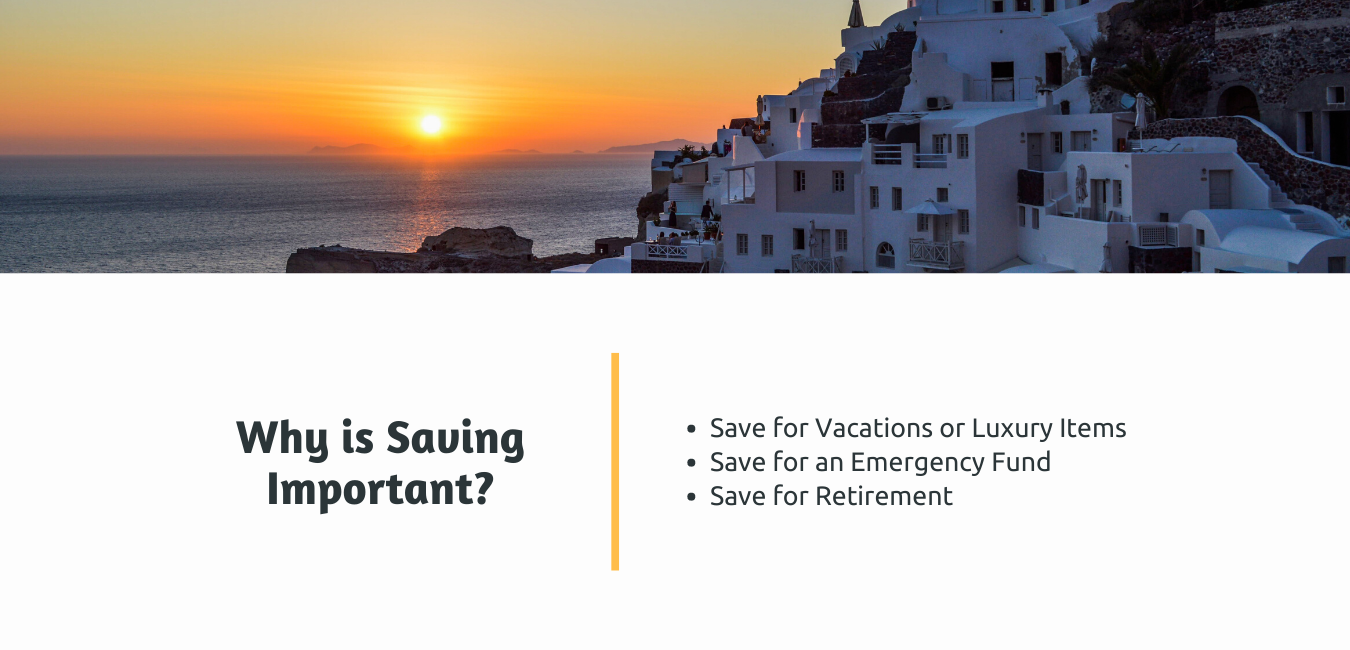 Why is Saving
Important?
• Save for Vacations or Luxury Items
• Save for an Emergency Fund
• Save for Retirement